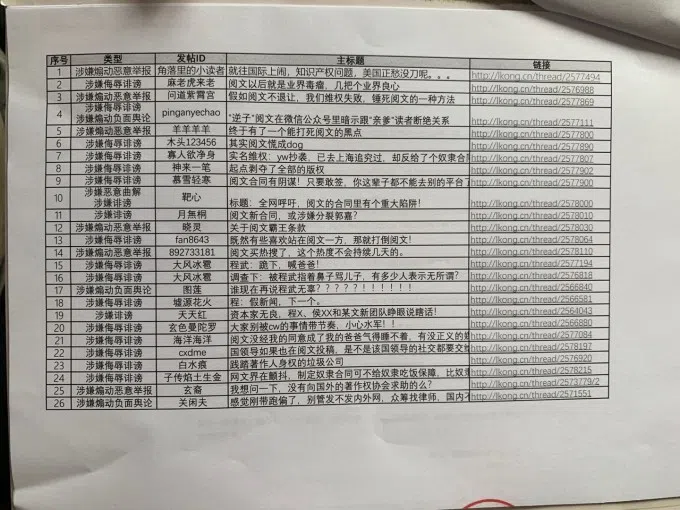 序号 类型 发帖ID 主标题 链接
1 涉嫌煽动恶意举报 角落里的小读者 就往国际上闹，知识产权问题，美国正愁没刀呢。。。 http://lkong.cn/thread/2577494
2 涉嫌侮辱诽谤 麻老虎来老 阅文以后就是业界毒瘤，几把个业界良心 http://lkong.cn/thread/2576988
3 涉嫌煽动恶意举报 问道紫霄宫 假如阅文不退让，我们维权失败，锤死阅文的一种方法 http://lkong.cn/thread/2577869
4 涉嫌侮辱诽谤
涉嫌煽动负面舆论 pinganyechao "逆子"阅文在微信公众号里暗示跟"亲爹"读者断绝关系 http://lkong.cn/thread/2577111
5 涉嫌煽动恶意举报 羊羊羊羊 终于有了一个能打死阅文的黑点 http://lkong.cn/thread/2577800
6 涉嫌侮辱诽谤 木头123456 其实阅文慌成dog http://lkong.cn/thread/2577890
7 涉嫌侮辱诽谤 寡人欲净身 实名维权：yw抄袭，已去上海追究过，却反给了个奴隶合同 http://lkong.cn/thread/2577807
8 涉嫌侮辱诽谤 神来一笔 起点剥夺了全部的版权 http://lkong.cn/thread/2577902
9 涉嫌侮辱诽谤 慕雪轻寒 阅文合同有阴谋！只要敢签，你这辈子都不能去别的平台 http://lkong.cn/thread/2577900
10 涉嫌恶意曲解
涉嫌诽谤 靶心 标题：全网呼吁，阅文的合同里有个重大陷阱！ http://lkong.cn/thread/2578000
11 涉嫌诽谤 月無桐 阅文新合同，或涉嫌分裂郭嘉？ http://lkong.cn/thread/2578010
12 涉嫌煽动恶意举报 晓灵 关于阅文霸王条款 http://lkong.cn/thread/2578030
13 涉嫌侮辱诽谤 fan8643 既然有些喜欢站在阅文一方，那就打倒阅文！ http://lkong.cn/thread/2578064
14 涉嫌煽动恶意举报 892733181 阅文买热搜了，这个热度不会持续几天的。 http://lkong.cn/thread/2578110
15 涉嫌侮辱诽谤 大风冰雹 程武：跪下，喊爸爸！ http://lkong.cn/thread/2577194
16 涉嫌侮辱诽谤 大风冰雹 调查下：被程武指着鼻子骂儿子，有多少人表示无所谓？ http://lkong.cn/thread/2576818
17 涉嫌煽动负面舆论 图莲 谁现在再说程武无辜？？？？！！！！！！！ http://lkong.cn/thread/2566840
18 涉嫌诽谤 墟源花火 程：假新闻，下一个。 http://lkong.cn/thread/2566581
19 涉嫌诽谤 天天红 资本家无良，程X、侯XX和某文新团队睁眼说瞎话！ http://lkong.cn/thread/2564043
20 涉嫌侮辱诽谤 玄色曼陀罗 大家别被cw的事情带节奏，小心水军！！ http://lkong.cn/thread/2566880
21 涉嫌侮辱诽谤 海洋海洋 阅文没经我的同意成了我的爸爸气得睡不着，有没正义的 http://lkong.cn/thread/2577084
22 涉嫌侮辱诽谤 cxdme 国领导如果也在阅文投稿，是不是该国领导的社交都要交 http://lkong.cn/thread/2578197
23 涉嫌侮辱诽谤 白水痕 践踏著作人身权的垃圾公司 http://lkong.cn/thread/2576920
24 涉嫌侮辱诽谤 子传焰土生金 网文界在颤抖，制定奴隶合同可不给奴隶吃饭保障，比奴 http://lkong.cn/thread/2578215
25 涉嫌煽动恶意举报 玄裔 我想问一下，没有向国外的著作权协会求助的么？ http://lkong.cn/thread/2573779/2
26 涉嫌煽动负面舆论 关闲夫 感觉刚带跑偏了，别管发不发内外网，众筹找律师，国内 http://lkong.cn/thread/2571551